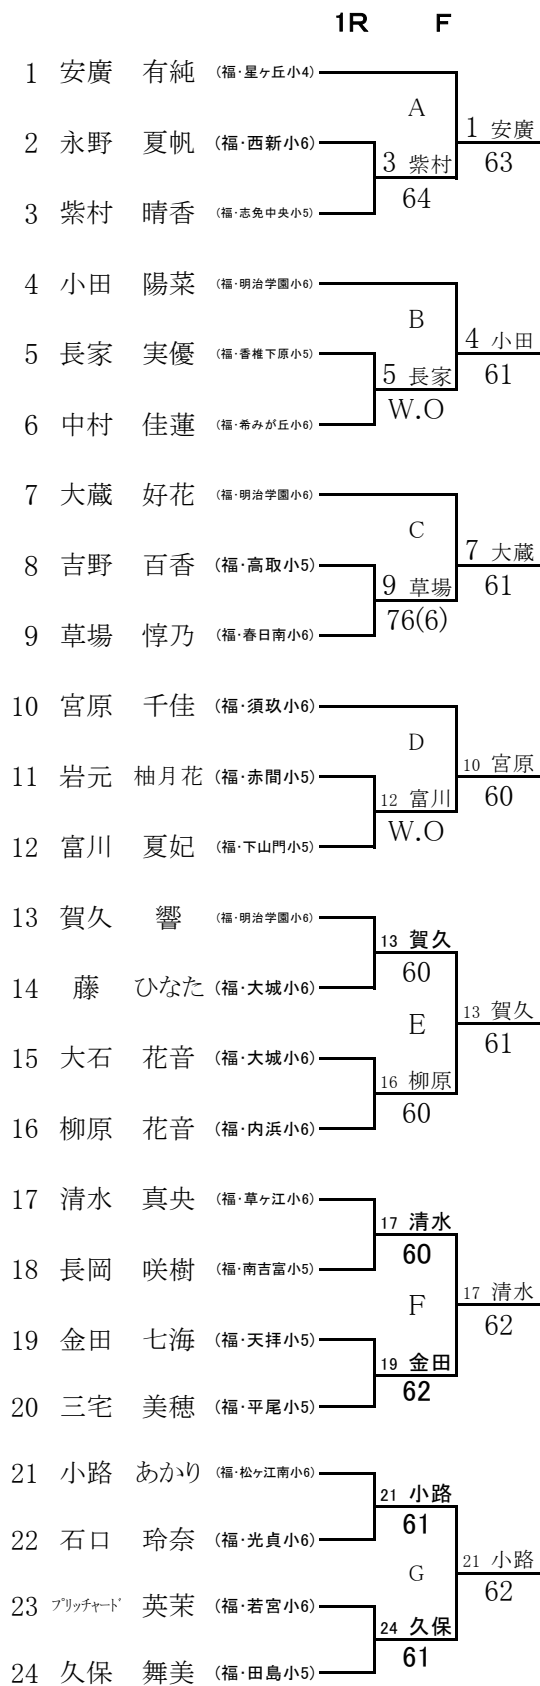 1R F
1 安廣 有純 (福・星ヶ丘小4)
A
1 安廣
2 永野 夏帆 (福・西新小6)
3 紫村
63
64
3 紫村 晴香 (福・志免中央小5)
4 小田 陽菜 (福・明治学園小6)
B
4 小田
5 長家 実優 (福・香椎下原小5)
5 長家
61
W.O
6 中村 佳蓮 (福・希みが丘小6)
7 大蔵 好花 (福・明治学園小6)
C
7 大蔵
8 吉野 百香 (福・高取小5)
9 草場
61
76(6)
9 草場 惇乃 (福・春日南小6)
10 宮原 千佳 (福・須玖小6)
D
10 宮原
11 岩元 柚月花 (福・赤間小5)
12 富川
60
W.O
12 富川 夏妃 (福・下山門小5)
13 賀久 響 (福・明治学園小6)
13 賀久
60
14 藤 ひなた (福・大城小6)
E
13 賀久
61
15 大石 花音 (福・大城小6)
16 柳原
60
16 柳原 花音 (福・内浜小6)
17 清水 真央 (福・草ヶ江小6)
17 清水
60
18 長岡 咲樹 (福・南吉富小5)
F
17 清水
62
19 金田 七海 (福・天拝小5)
19 金田
62
20 三宅 美穂 (福・平尾小5)
21 小路 あかり (福・松ヶ江南小6)
21 小路
61
22 石口 玲奈 (福・光貞小6)
G
21 小路
62
23 プリッチャード 英茉 (福・若宮小6)
24 久保
61
24 久保 舞美 (福・田島小5)